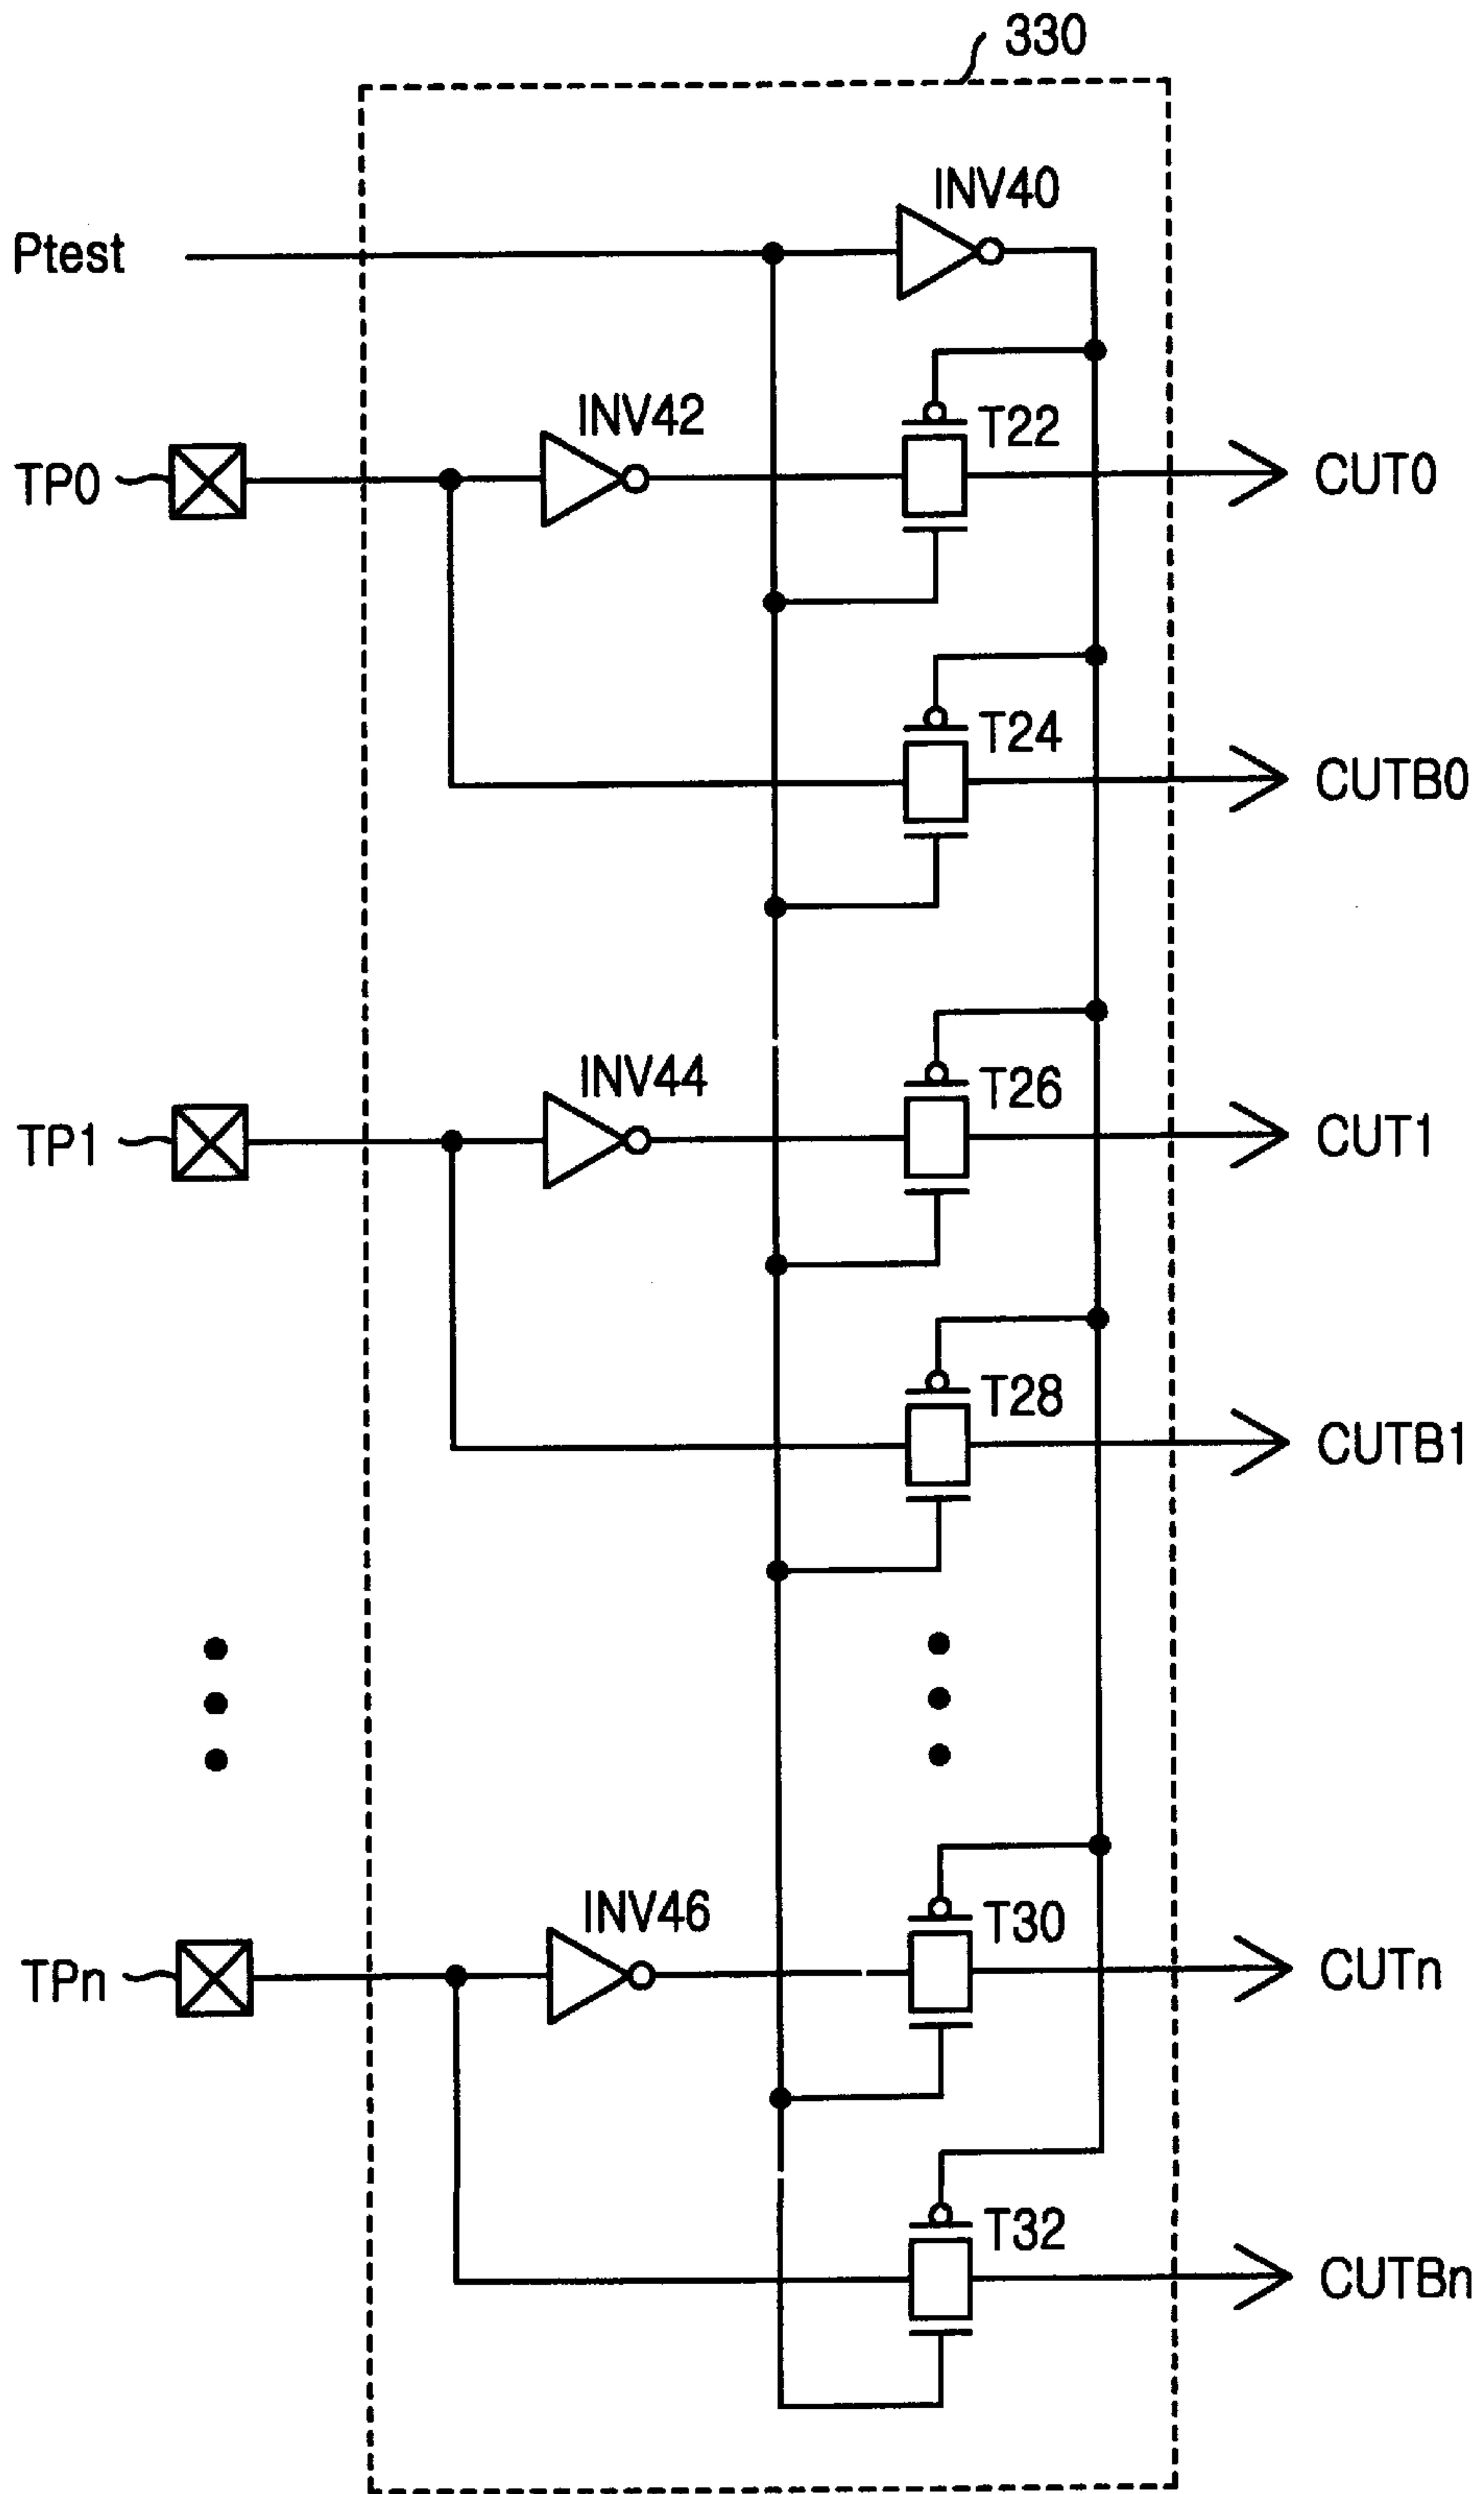 330
INV40
Ptest
INV42
T22
TP0
CUT0
T24
CUTB0
INV44
T26
TP1
CUT1
T28
CUTB1
INV46
T30
TPn
CUTn
T32
CUTBn